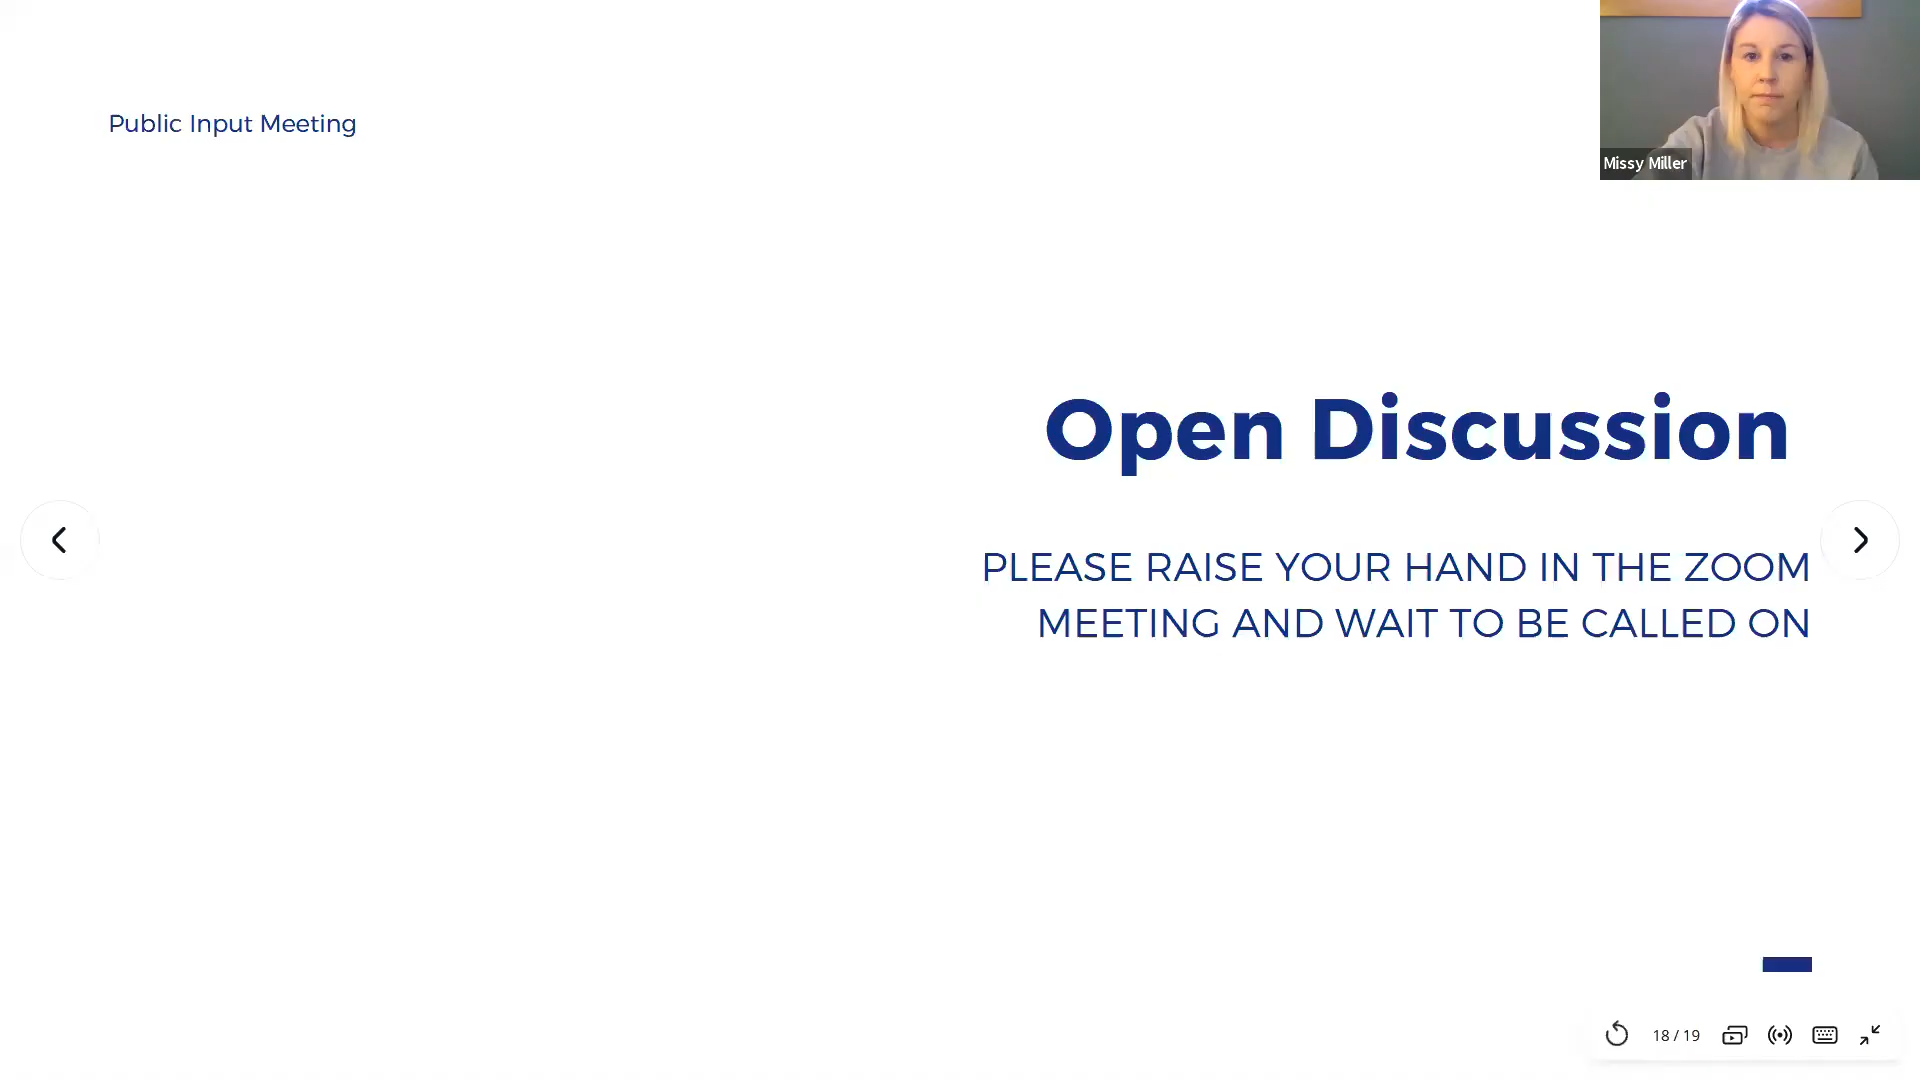 Public Input Meeting
Missy Miller
Open Discussion
PLEASE RAISE YOUR HAND IN THE ZOOM
MEETING AND WAIT TO BE CALLED ON
18 / 19